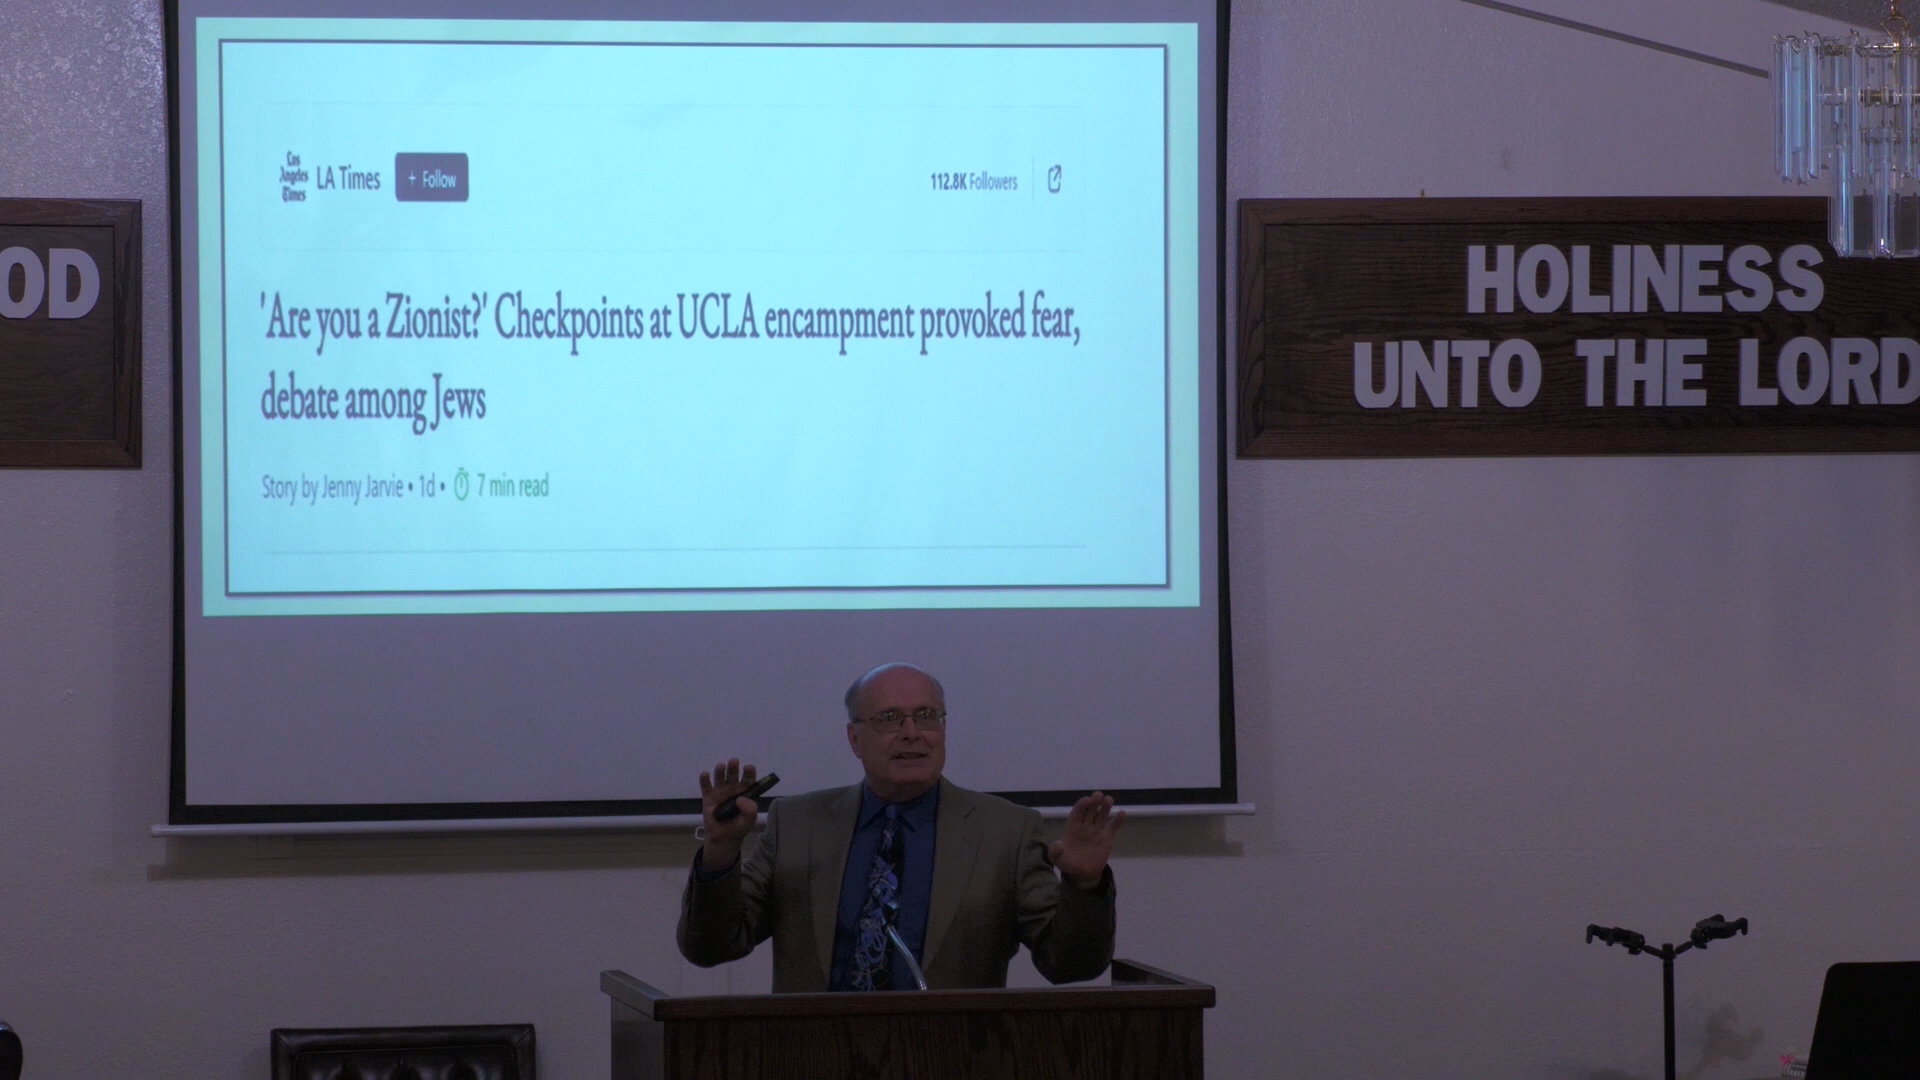 Los
Angeles
Times
LA Times
+ Follow
112.8K Followers
'Are you a Zionist?' Checkpoints at UCLA encampment provoked fear,
debate among Jews
Story by Jenny Jarvie • 1d • 7 min read
OD
HOLINESS
UNTO THE LORD